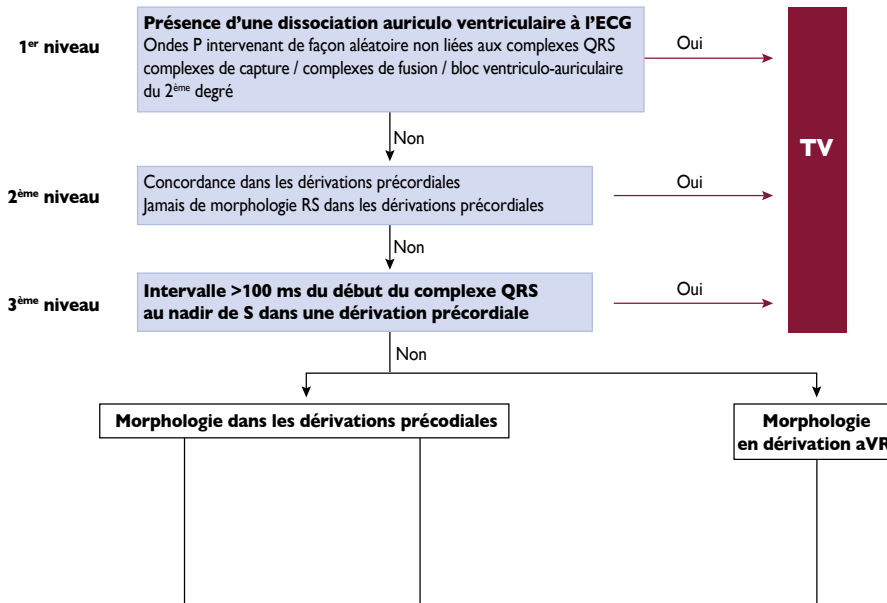 Présence d'une dissociation auriculo ventriculaire à l'ECG
1er niveau
Ondes P intervenant de façon aléatoire non liées aux complexes QRS
complexes de capture / complexes de fusion / bloc ventriculo-auriculaire
du 2ème degré
Oui
TV
Non
2ème niveau
Concordance dans les dérivations précordiales
Jamais de morphologie RS dans les dérivations précordiales
Oui
Non
3ème niveau
Intervalle >100 ms du début du complexe QRS
au nadir de S dans une dérivation précordiale
Oui
Non
Morphologie dans les dérivations précodiales
Morphologie
en dérivation aVR